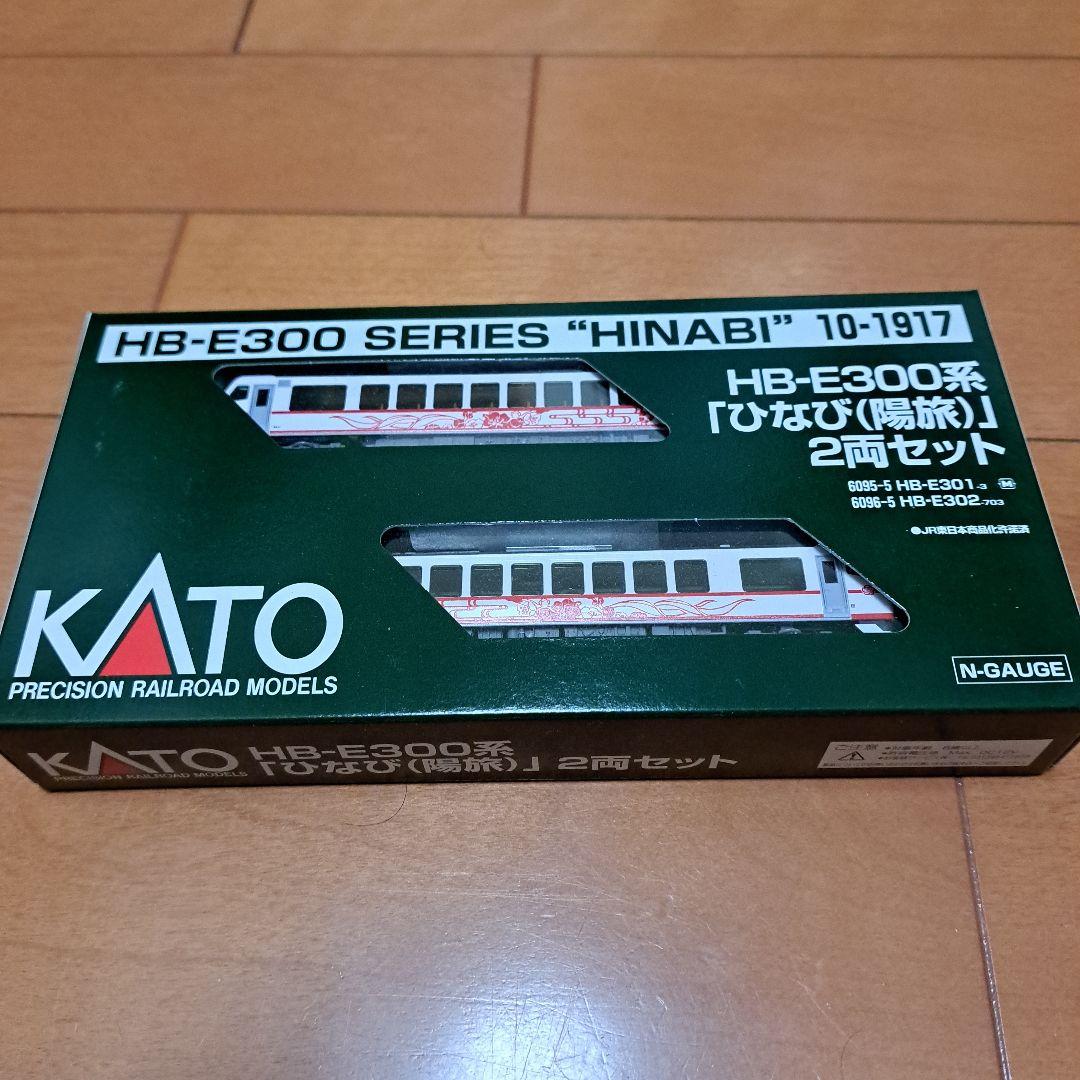 HB-E300 SERIES “HINABI” 10-1917
HB-E300系
「ひなび(陽旅)」
2両セット
6095-5 HB-E301-3 M
6096-5 HB-E302-703
●JR東日本商品化許諾済
KATO
PRECISION RAILROAD MODELS
N-GAUGE
KATO
PRECISION RAILROAD MODELS
HB-E300系
「ひなび(陽旅)」2両セット
ご注意